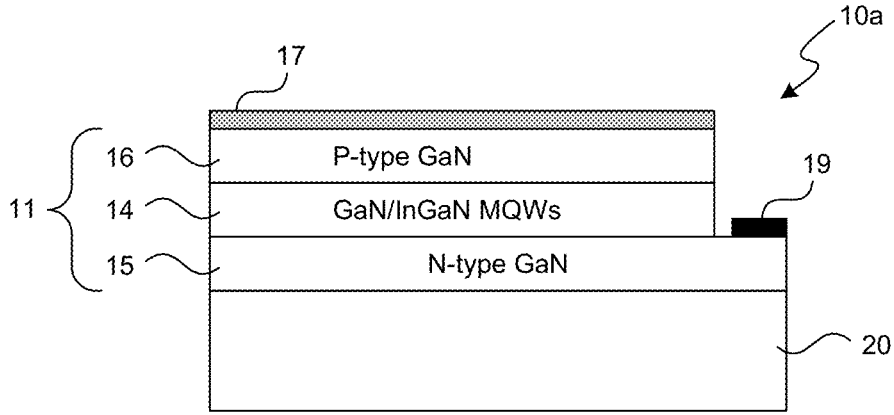 10a
17
16 P-type GaN
19
11 14 GaN/InGaN MQWs
15 N-type GaN
20